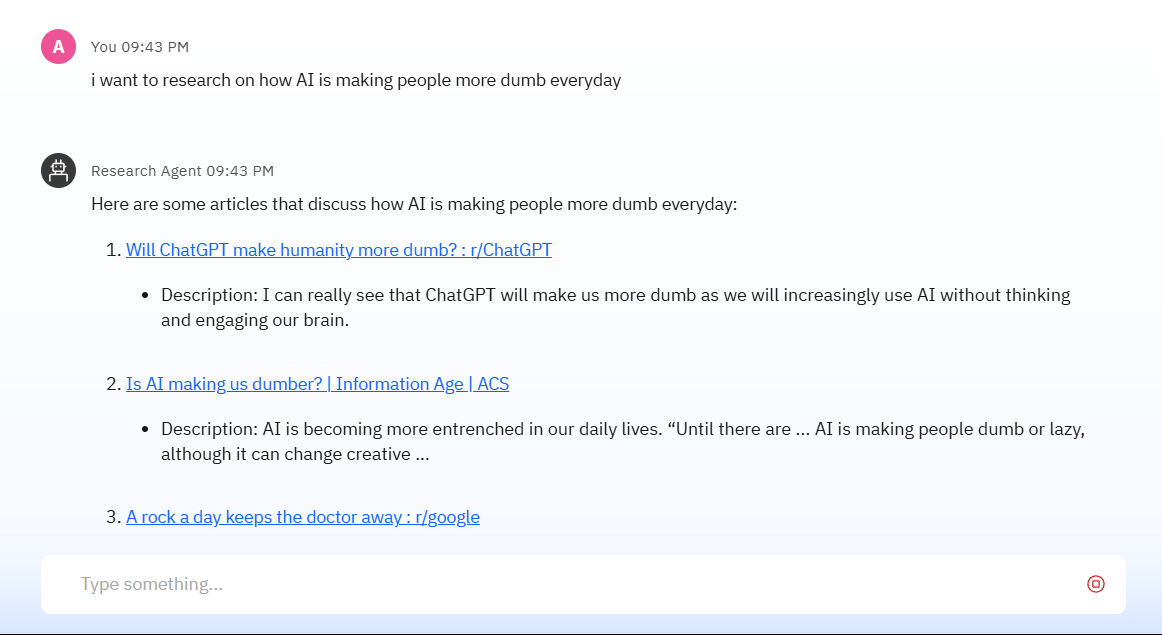 A
You 09:43 PM
i want to research on how AI is making people more dumb everyday
Research Agent 09:43 PM
Here are some articles that discuss how AI is making people more dumb everyday:
1. Will ChatGPT make humanity more dumb? : r/ChatGPT
• Description: I can really see that ChatGPT will make us more dumb as we will increasingly use AI without thinking
and engaging our brain.
2. Is AI making us dumber? | Information Age | ACS
• Description: AI is becoming more entrenched in our daily lives. “Until there are ... AI is making people dumb or lazy,
although it can change creative ...
3. A rock a day keeps the doctor away : r/google
Type something...